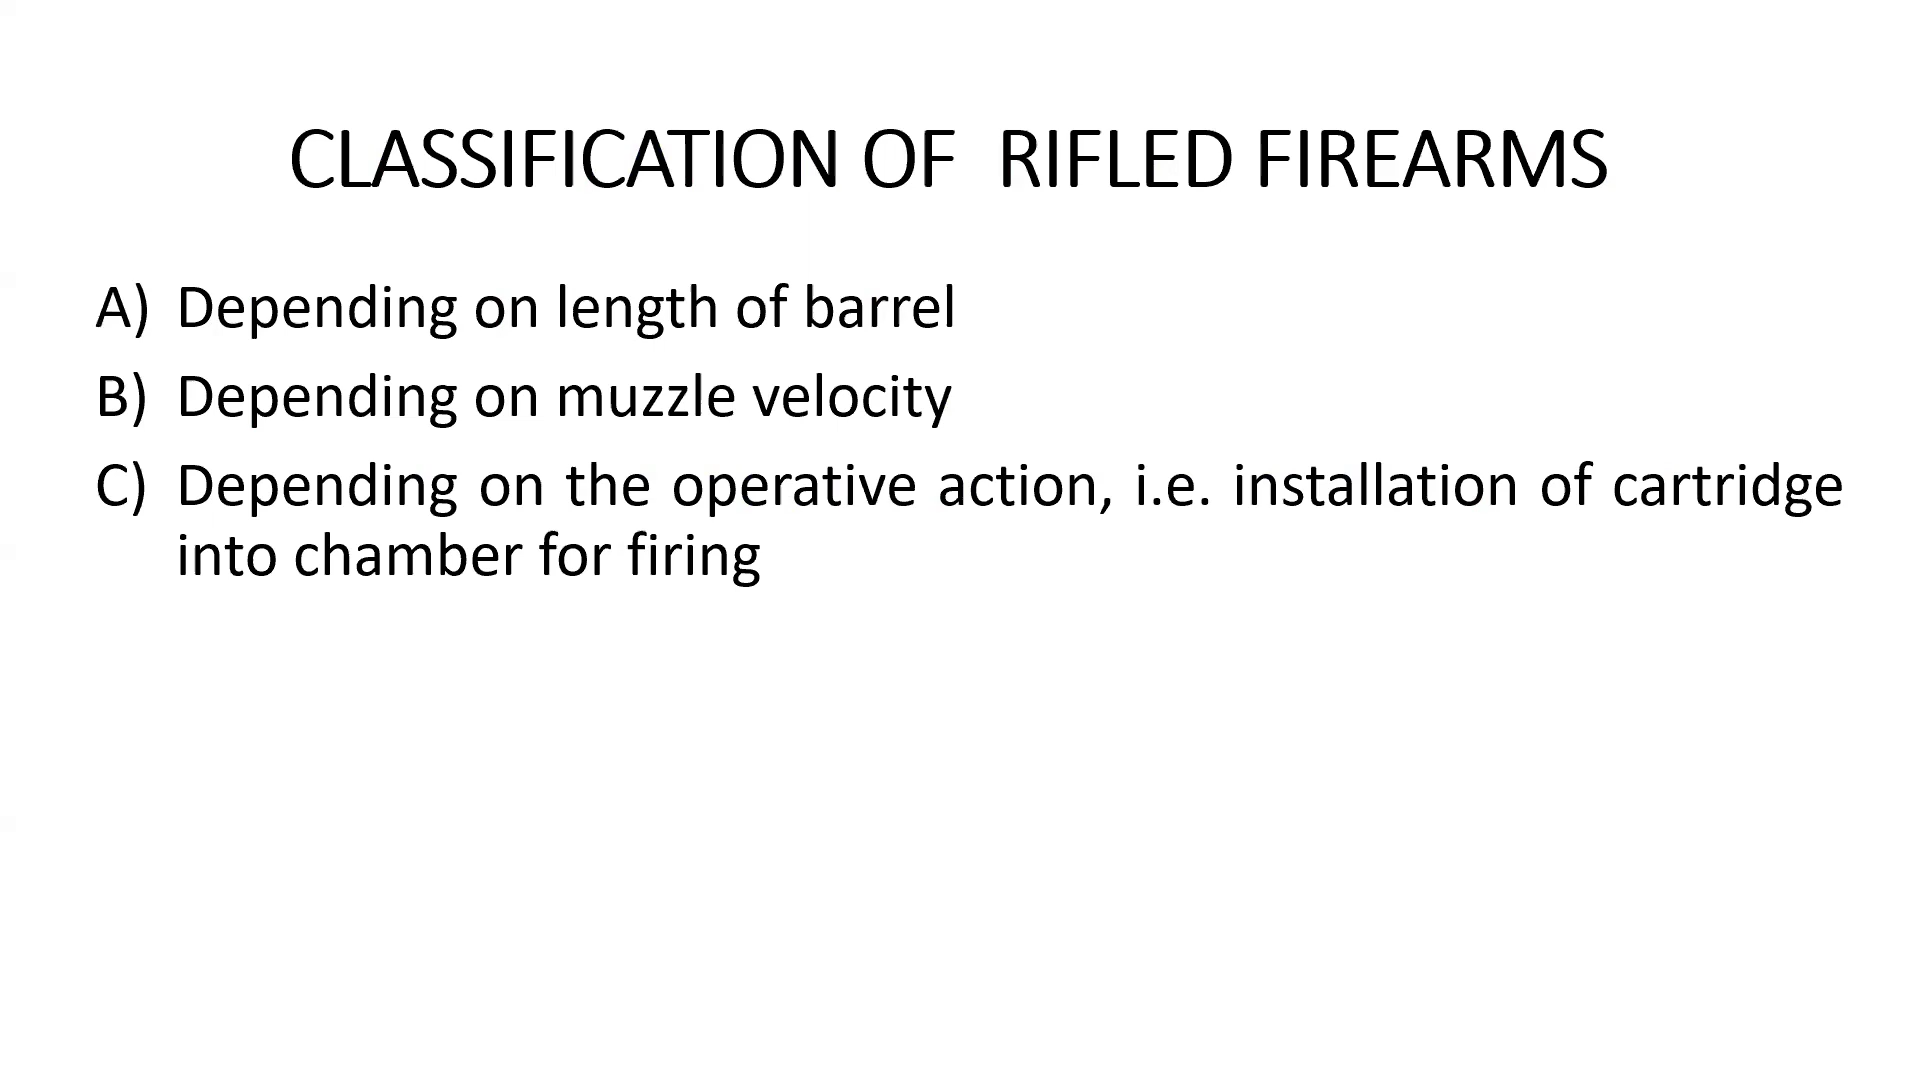 CLASSIFICATION OF  RIFLED FIREARMS
A) Depending on length of barrel
B) Depending on muzzle velocity
C) Depending on the operative action, i.e. installation of cartridge
into chamber for firing